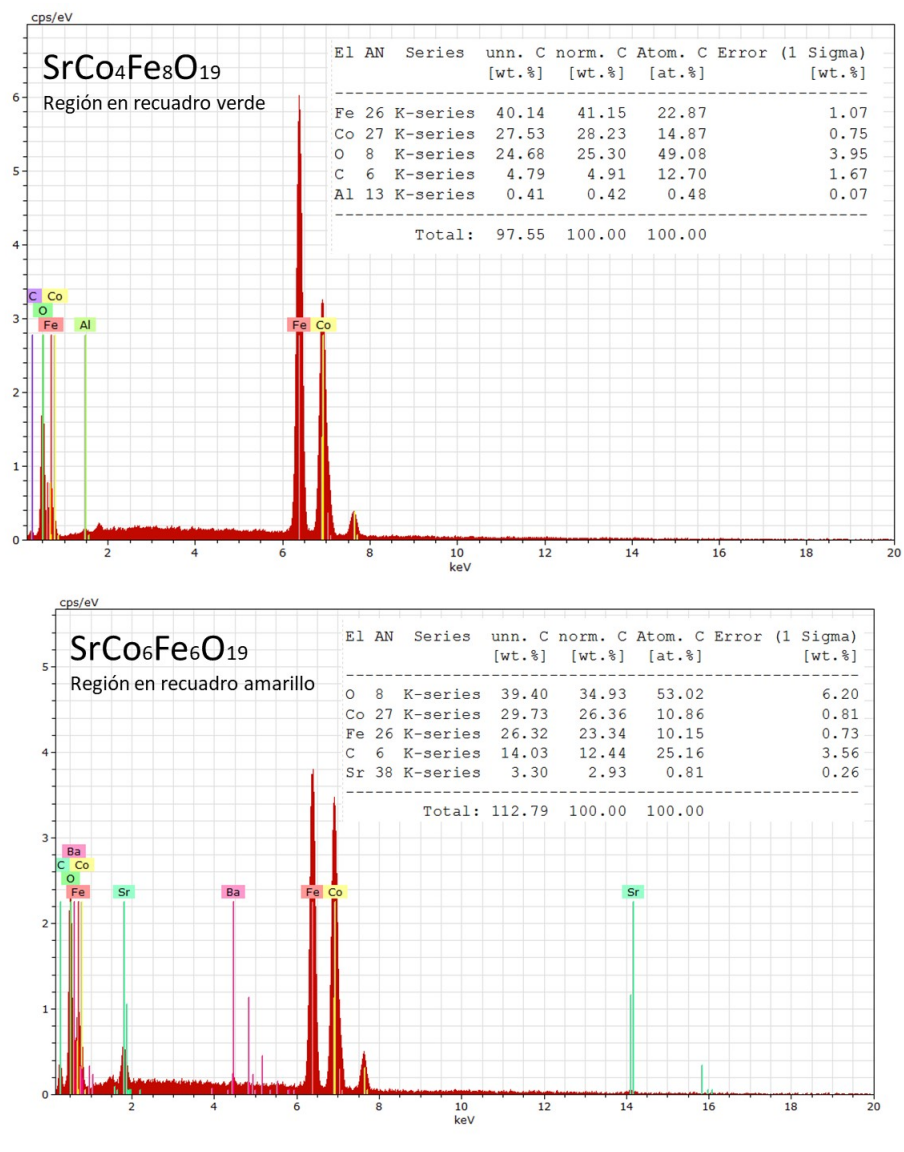 cps/eV
SrCo4Fe8O19
Región en recuadro verde
El AN Series unn. C norm. C Atom. C Error (1 Sigma)
[wt.%] [wt.%] [at.%] [wt.%]
Fe 26 K-series 40.14 41.15 22.87 1.07
Co 27 K-series 27.53 28.23 14.87 0.75
O 8 K-series 24.68 25.30 49.08 3.95
C 6 K-series 4.79 4.91 12.70 1.67
Al 13 K-series 0.41 0.42 0.48 0.07
Total: 97.55 100.00 100.00
6
5
4
3
2
1
0
C Co
O
Fe Al Fe Co
2 4 6 8 10 12 14 16 18 20
keV
cps/eV
SrCo6Fe6O19
Región en recuadro amarillo
El AN Series unn. C norm. C Atom. C Error (1 Sigma)
[wt.%] [wt.%] [at.%] [wt.%]
O 8 K-series 39.40 34.93 53.02 6.20
Co 27 K-series 29.73 26.36 10.86 0.81
Fe 26 K-series 26.32 23.34 10.15 0.73
C 6 K-series 14.03 12.44 25.16 3.56
Sr 38 K-series 3.30 2.93 0.81 0.26
Total: 112.79 100.00 100.00
5
4
3
2
1
0
Ba
C Co
O
Fe Sr Ba Fe Co Sr
2 4 6 8 10 12 14 16 18 20
keV